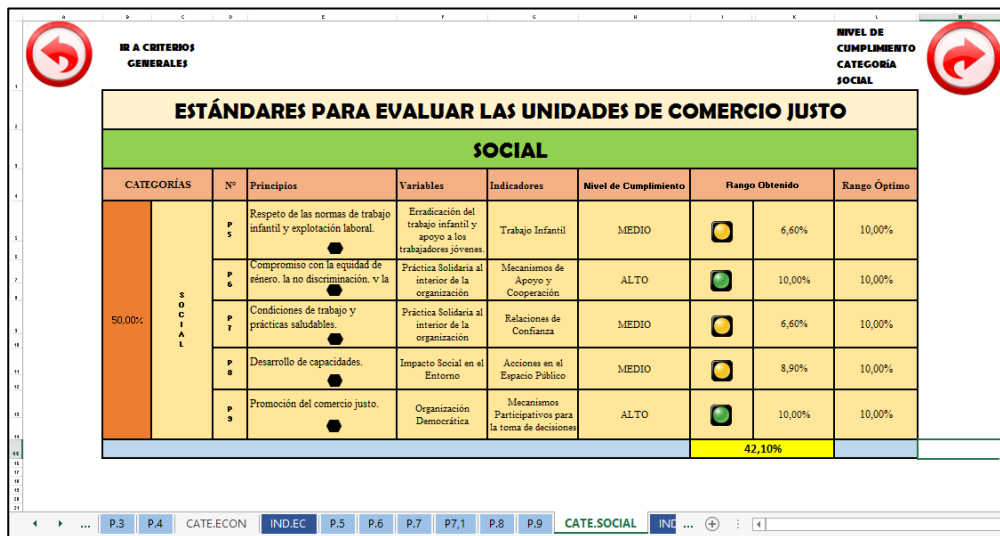 A B C D E F G H I K L M
IR A CRITERIOS
GENERALES
NIVEL DE
CUMPLIMIENTO
CATEGORÍA
SOCIAL
ESTÁNDARES PARA EVALUAR LAS UNIDADES DE COMERCIO JUSTO
SOCIAL
CATEGORÍAS N° Principios Variables Indicadores Nivel de Cumplimiento Rango Obtenido Rango Óptimo
50,00%
SOCIAL
P 5
Respeto de las normas de trabajo
infantil y explotación laboral.
Erradicación del
trabajo infantil y
apoyo a los
trabajadores jóvenes.
Trabajo Infantil
MEDIO
6,60%
10,00%
P 6
Compromiso con la equidad de
género, la no discriminación, y la
Práctica Solidaria al
interior de la
organización
Mecanismos de
Apoyo y
Cooperación
ALTO
10,00%
10,00%
P 7
Condiciones de trabajo y
prácticas saludables.
Práctica Solidaria al
interior de la
organización
Relaciones de
Confianza
MEDIO
6,60%
10,00%
P 8
Desarrollo de capacidades.
Impacto Social en el
Entorno
Acciones en el
Espacio Público
MEDIO
8,90%
10,00%
P 9
Promoción del comercio justo.
Organización
Democrática
Mecanismos
Participativos para
la toma de decisiones
ALTO
10,00%
10,00%
42,10%
... P.3 P.4 CATE.ECON IND.EC P.5 P.6 P.7 P7,1 P.8 P.9 CATE.SOCIAL IND ...